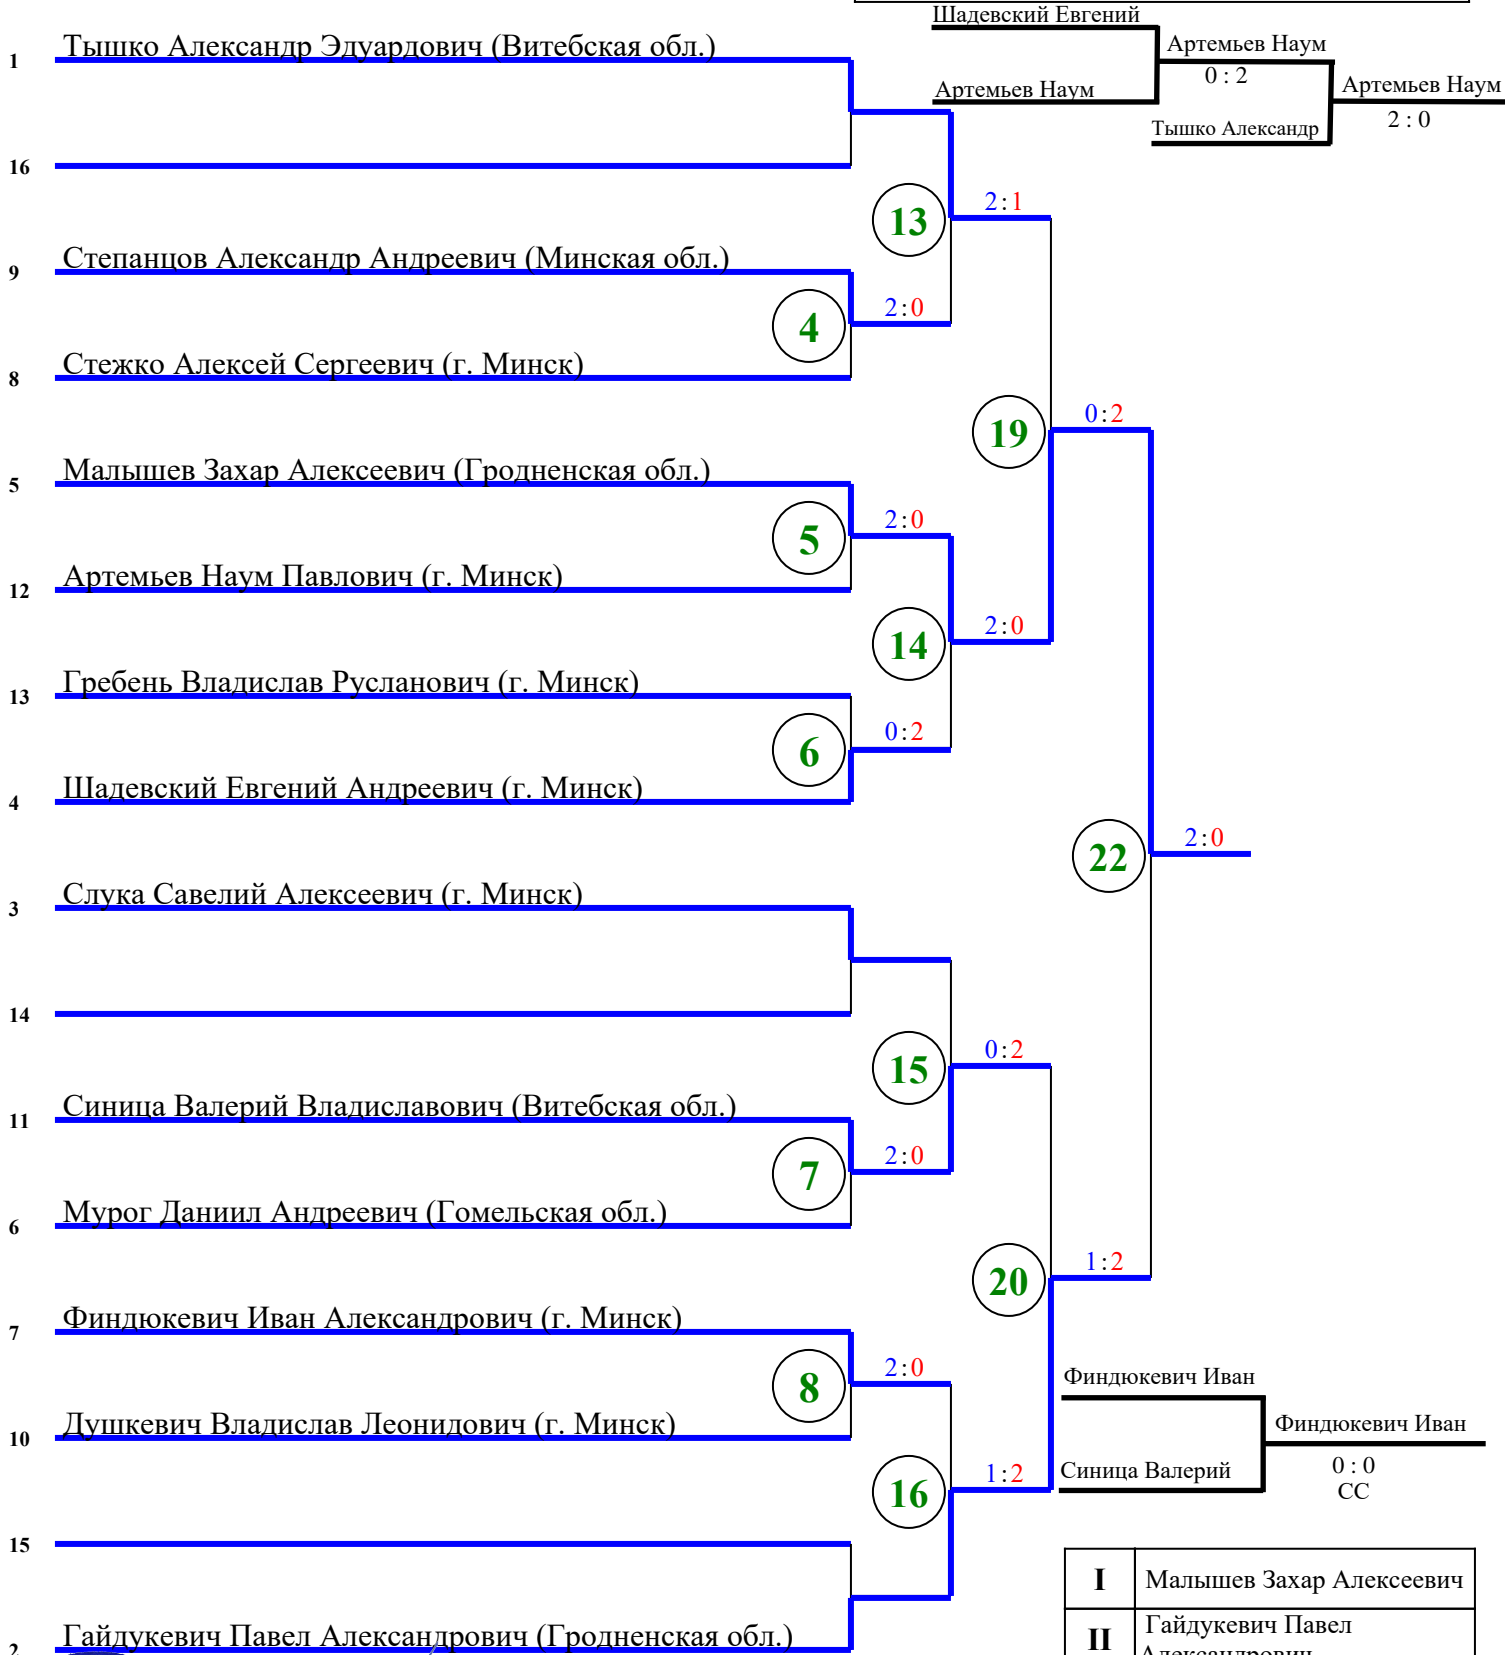 Шадевский Евгений
1 Тышко Александр Эдуардович (Витебская обл.)
Артемьев Наум
0 : 2
Артемьев Наум
Артемьев Наум
2 : 0
Тышко Александр
16
13
2:1
9 Степанцов Александр Андреевич (Минская обл.)
4
2:0
8 Стежко Алексей Сергеевич (г. Минск)
19
0:2
5 Малышев Захар Алексеевич (Гродненская обл.)
5
2:0
12 Артемьев Наум Павлович (г. Минск)
14
2:0
13 Гребень Владислав Русланович (г. Минск)
6
0:2
4 Шадевский Евгений Андреевич (г. Минск)
22
2:0
3 Слука Савелий Алексеевич (г. Минск)
14
15
0:2
11 Синица Валерий Владиславович (Витебская обл.)
7
2:0
6 Мурог Даниил Андреевич (Гомельская обл.)
20
1:2
7 Финдюкевич Иван Александрович (г. Минск)
8
2:0
Финдюкевич Иван
10 Душкевич Владислав Леонидович (г. Минск)
Финдюкевич Иван
Синица Валерий
0 : 0
СС
16
1:2
15
I Малышев Захар Алексеевич
2 Гайдукевич Павел Александрович (Гродненская обл.)
II Гайдукевич Павел
Александрович